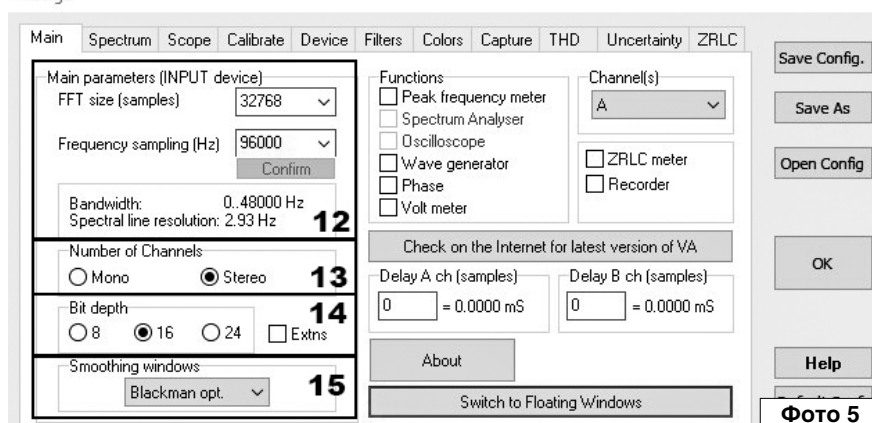 Main Spectrum Scope Calibrate Device Filters Colors Capture THD Uncertainty ZRLC
Main parameters (INPUT device)
FFT size (samples) 32768
Frequency sampling (Hz) 96000
Confirm
Bandwidth: 0..48000 Hz
Spectral line resolution: 2.93 Hz
12
Number of Channels
Mono Stereo
13
Bit depth
8 16 24 Extns
14
Smoothing windows
Blackman opt.
15
Functions
Peak frequency meter
Spectrum Analyser
Oscilloscope
Wave generator
Phase
Volt meter
Channel(s)
A
ZRLC meter
Recorder
Check on the Internet for latest version of VA
Delay A ch (samples)
0 = 0.0000 mS
Delay B ch (samples)
0 = 0.0000 mS
About
Switch to Floating Windows
Save Config.
Save As
Open Config
OK
Help
Фото 5